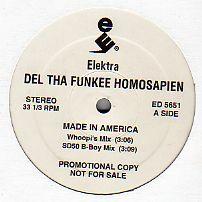 Elektra
DEL THA FUNKEE HOMOSAPIEN
STEREO
33 1/3 RPM
ED 5651
A SIDE
MADE IN AMERICA
Whoopi's Mix (3:06)
SD50 B-Boy Mix (3:09)
PROMOTIONAL COPY
NOT FOR SALE